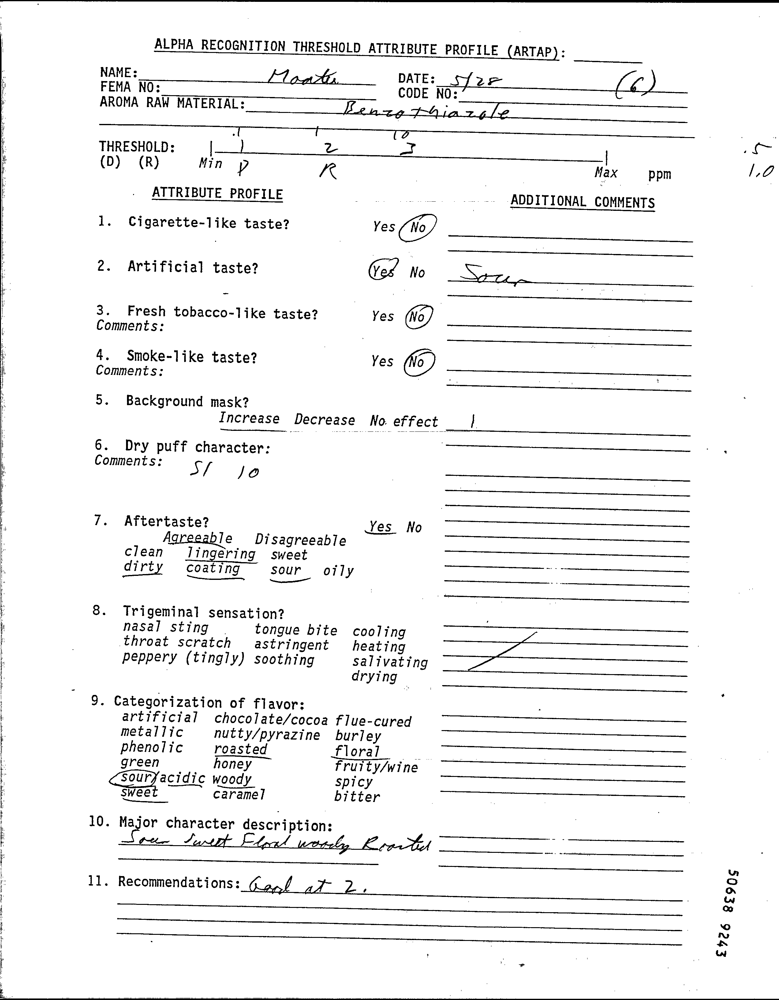 ALPHA RECOGNITION THRESHOLD ATTRIBUTE PROFILE (ARTAP):
NAME: DATE: 5/28 (6)
FEMA NO: CODE NO:
AROMA RAW MATERIAL: Benzothiazole
.1 1 10
THRESHOLD: 1 2 3 .5
(D) (R) Min D R Max ppm 1.0
ATTRIBUTE PROFILE ADDITIONAL COMMENTS
1. Cigarette-like taste? Yes No
2. Artificial taste? Yes No Sour
3. Fresh tobacco-like taste? Yes No
Comments:
4. Smoke-like taste? Yes No
Comments:
5. Background mask?
Increase Decrease No effect
6. Dry puff character:
Comments: S/ 10
7. Aftertaste? Yes No
Agreeable Disagreeable
clean lingering sweet
dirty coating sour oily
8. Trigeminal sensation?
nasal sting tongue bite cooling
throat scratch astringent heating
peppery (tingly) soothing salivating
drying
9. Categorization of flavor:
artificial chocolate/cocoa flue-cured
metallic nutty/pyrazine burley
phenolic roasted floral
green honey fruity/wine
sour/acidic woody spicy
sweet caramel bitter
10. Major character description:
Sour Sweet Floral woody Roasted
11. Recommendations: Good at 2.
50638 9243